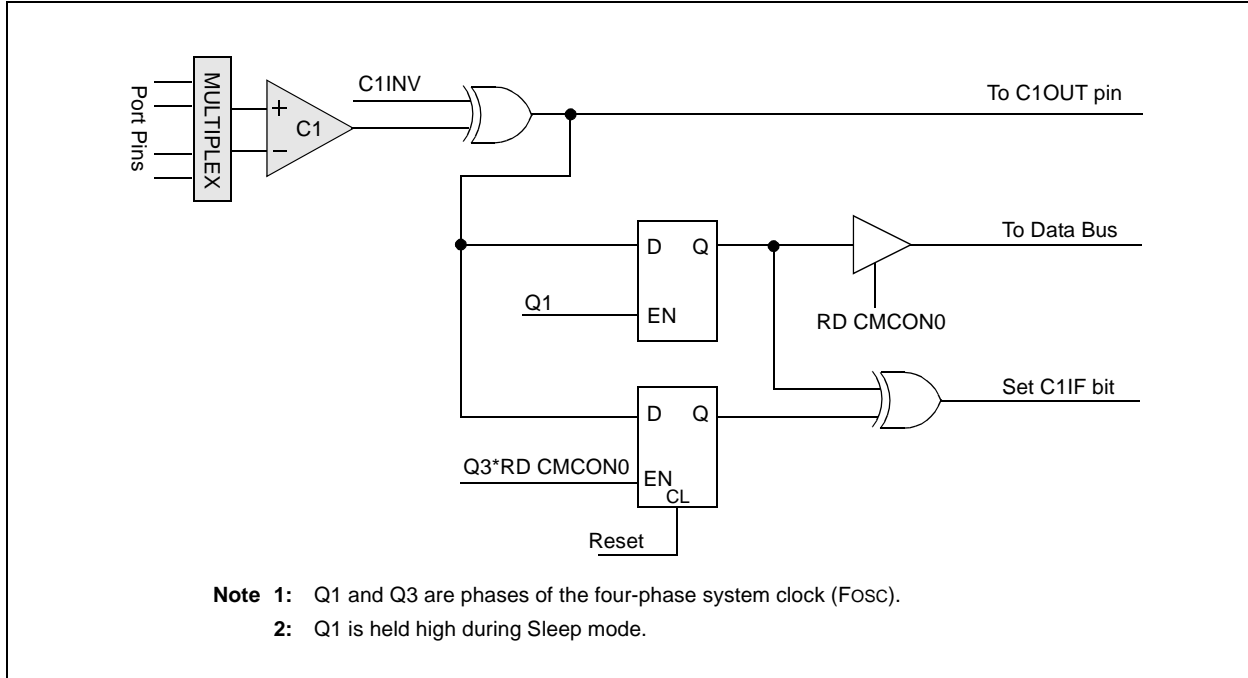 Port Pins
MULTIPLEX
+
−
C1
C1INV
To C1OUT pin
D Q
EN
Q1
To Data Bus
RD CMCON0
D Q
EN
CL
Q3*RD CMCON0
Reset
Set C1IF bit
Note 1: Q1 and Q3 are phases of the four-phase system clock (FOSC).
2: Q1 is held high during Sleep mode.